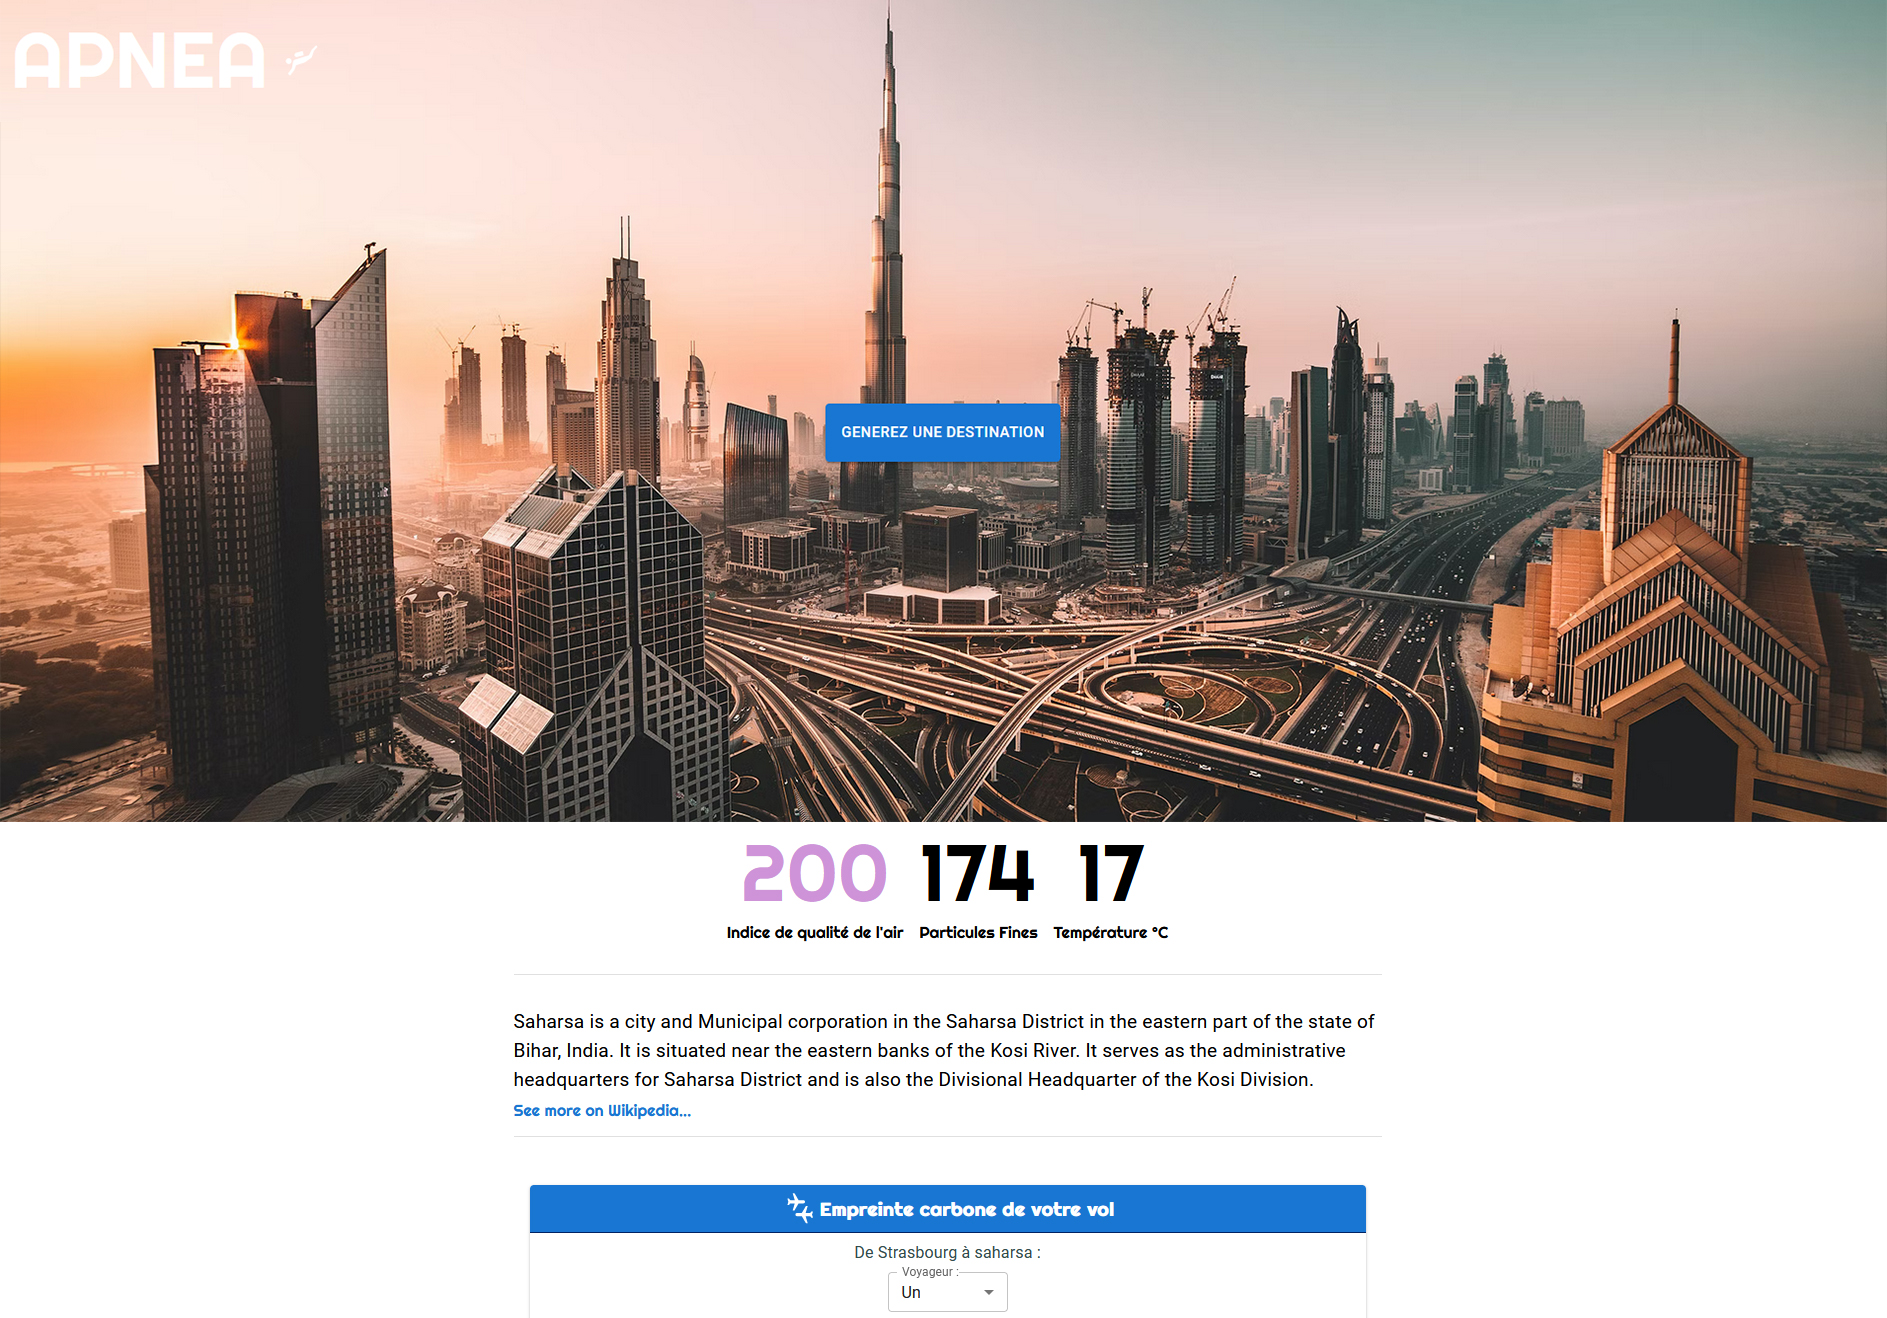 APNEA
GENEREZ UNE DESTINATION
200 174 17
Indice de qualité de l'air Particules Fines Température °C
Saharsa is a city and Municipal corporation in the Saharsa District in the eastern part of the state of
Bihar, India. It is situated near the eastern banks of the Kosi River. It serves as the administrative
headquarters for Saharsa District and is also the Divisional Headquarter of the Kosi Division.
See more on Wikipedia...
Empreinte carbone de votre vol
De Strasbourg à saharsa :
Voyageur :
Un